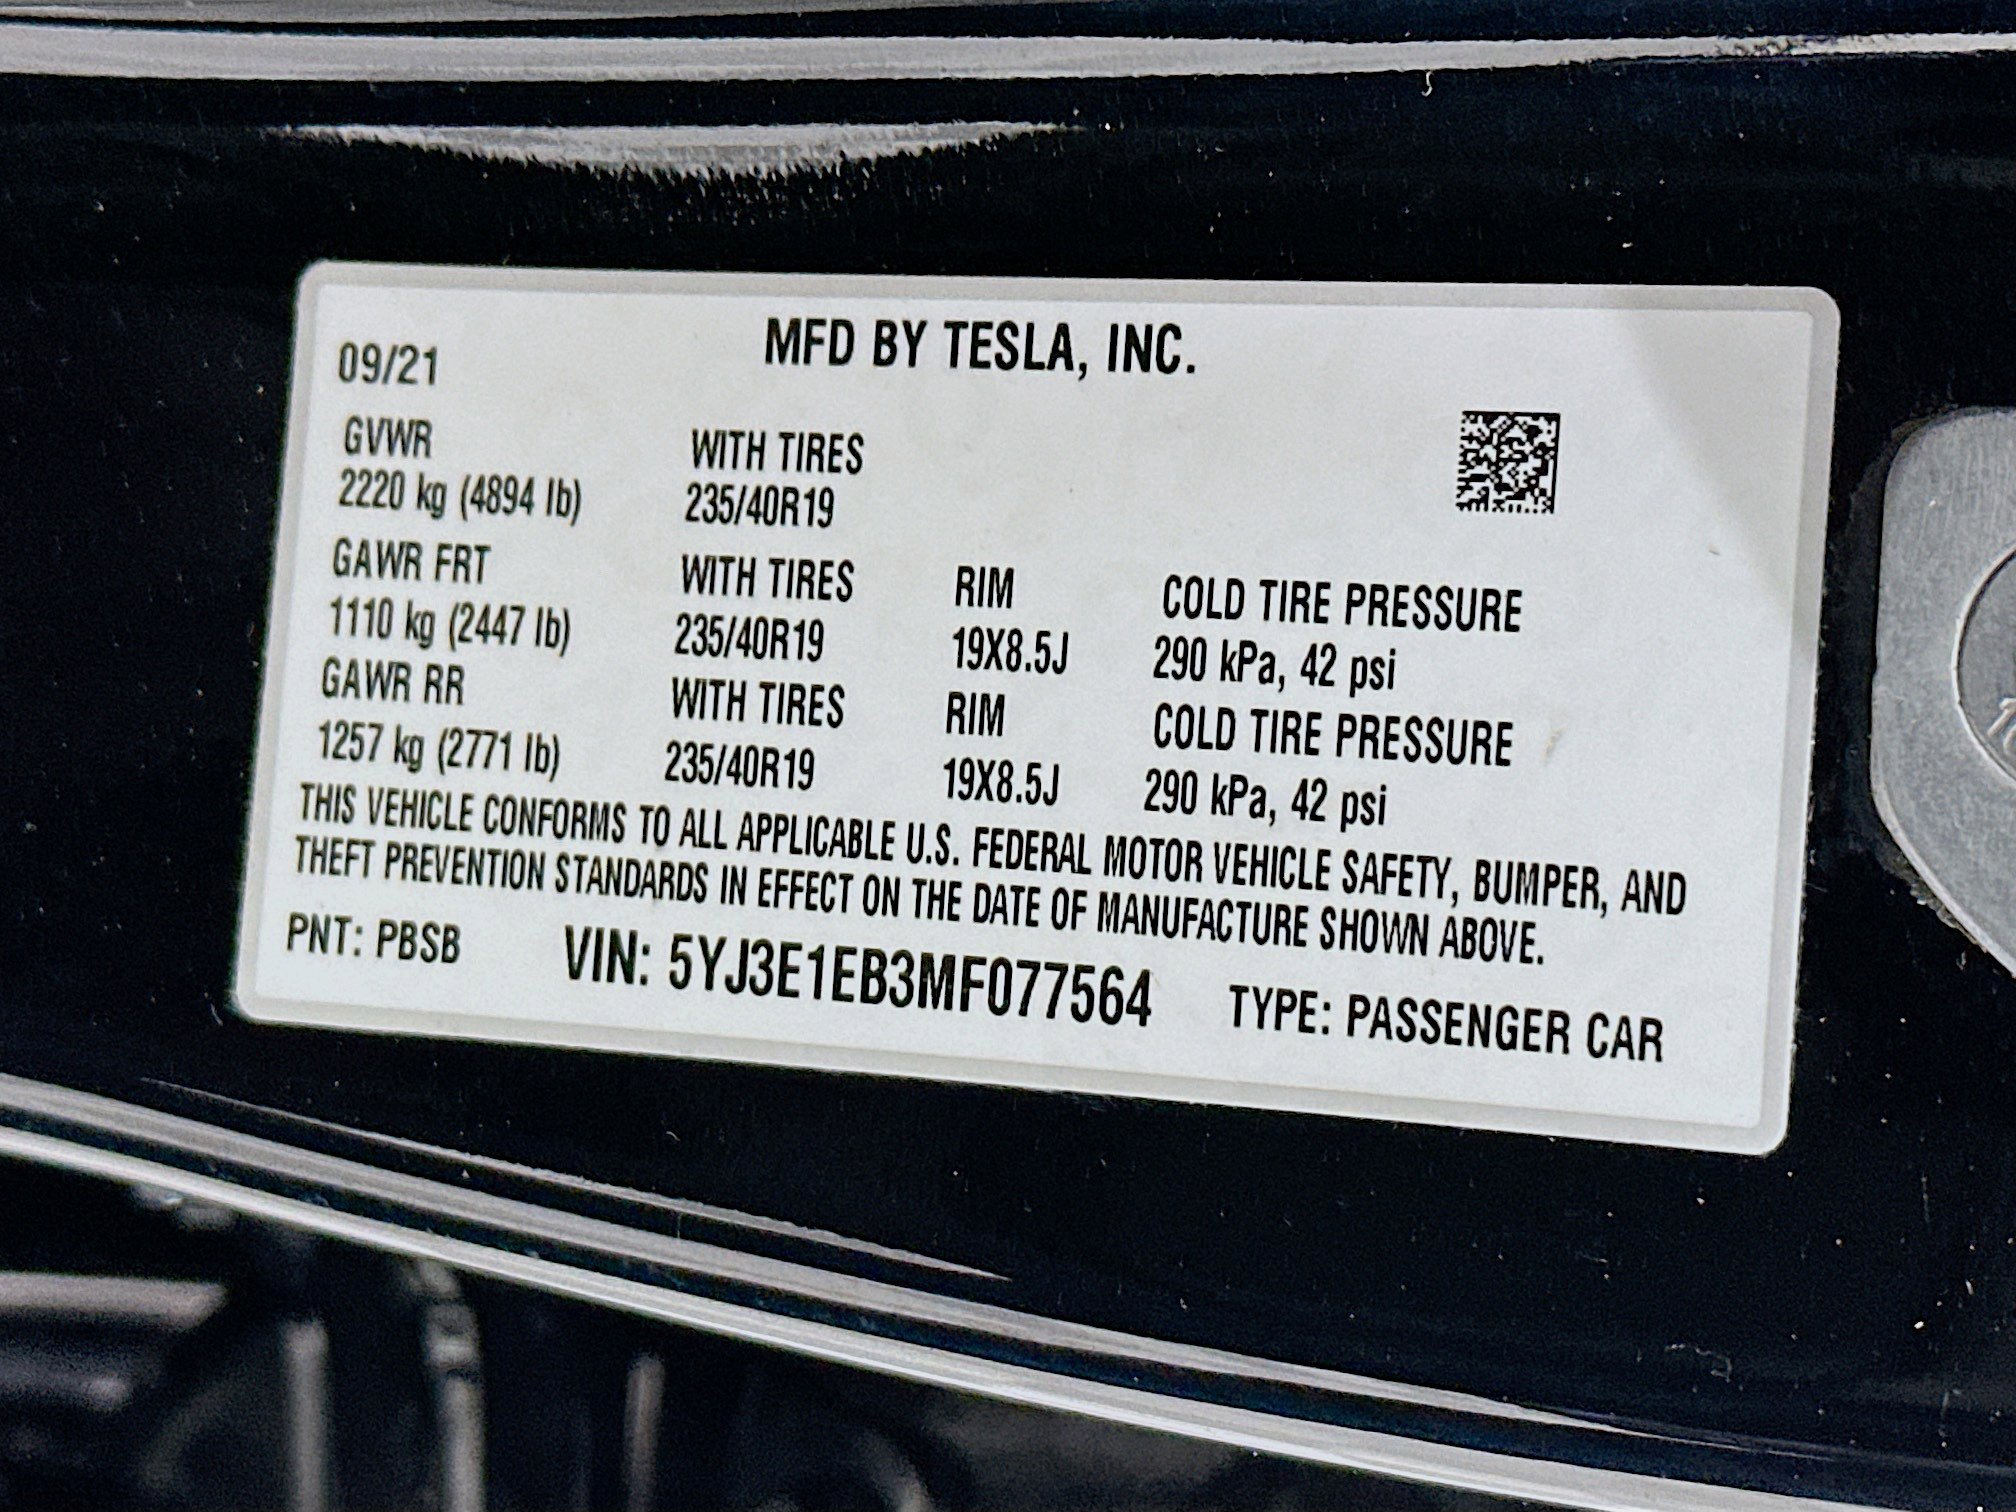 MFD BY TESLA, INC.
09/21
GVWR WITH TIRES
2220 kg (4894 lb) 235/40R19
GAWR FRT WITH TIRES RIM COLD TIRE PRESSURE
1110 kg (2447 lb) 235/40R19 19X8.5J 290 kPa, 42 psi
GAWR RR WITH TIRES RIM COLD TIRE PRESSURE
1257 kg (2771 lb) 235/40R19 19X8.5J 290 kPa, 42 psi
THIS VEHICLE CONFORMS TO ALL APPLICABLE U.S. FEDERAL MOTOR VEHICLE SAFETY, BUMPER, AND
THEFT PREVENTION STANDARDS IN EFFECT ON THE DATE OF MANUFACTURE SHOWN ABOVE.
PNT: PBSB VIN: 5YJ3E1EB3MF077564 TYPE: PASSENGER CAR